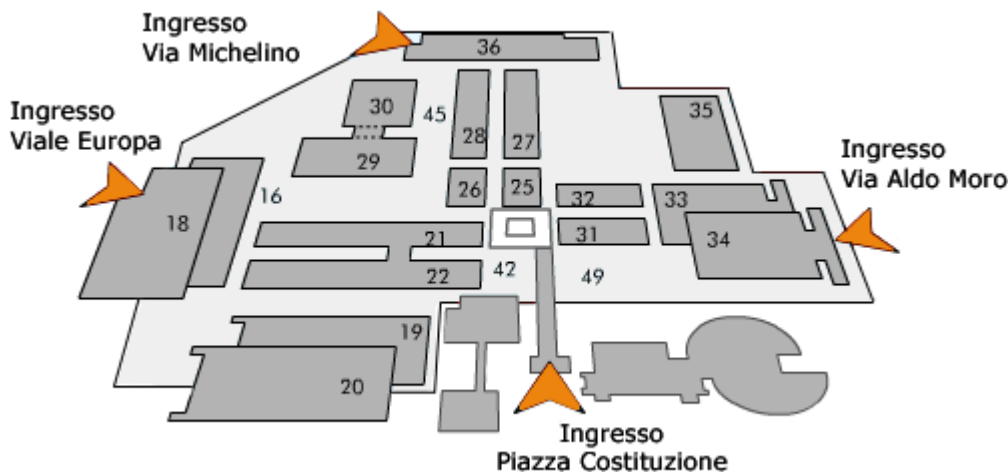 Ingresso
Via Michelino
36
Ingresso
Viale Europa
30
45
28
27
35
29
Ingresso
Via Aldo Moro
16
26
25
32
33
18
21
31
34
22
42
49
19
20
Ingresso
Piazza Costituzione